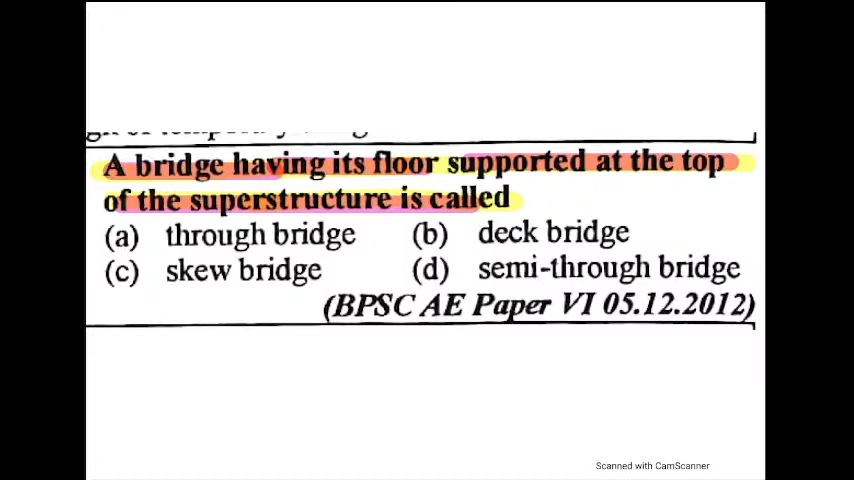 A bridge having its floor supported at the top
of the superstructure is called
(a) through bridge (b) deck bridge
(c) skew bridge (d) semi-through bridge
(BPSC AE Paper VI 05.12.2012)
Scanned with CamScanner